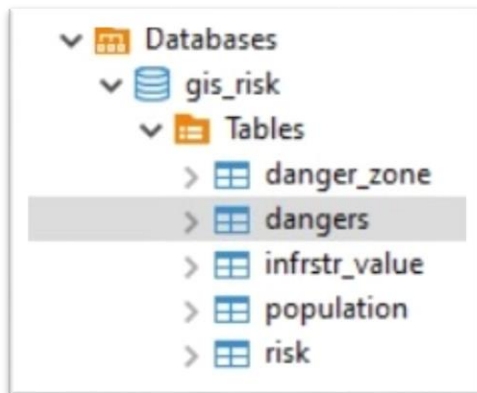 Databases
gis_risk
Tables
danger_zone
dangers
infrstr_value
population
risk